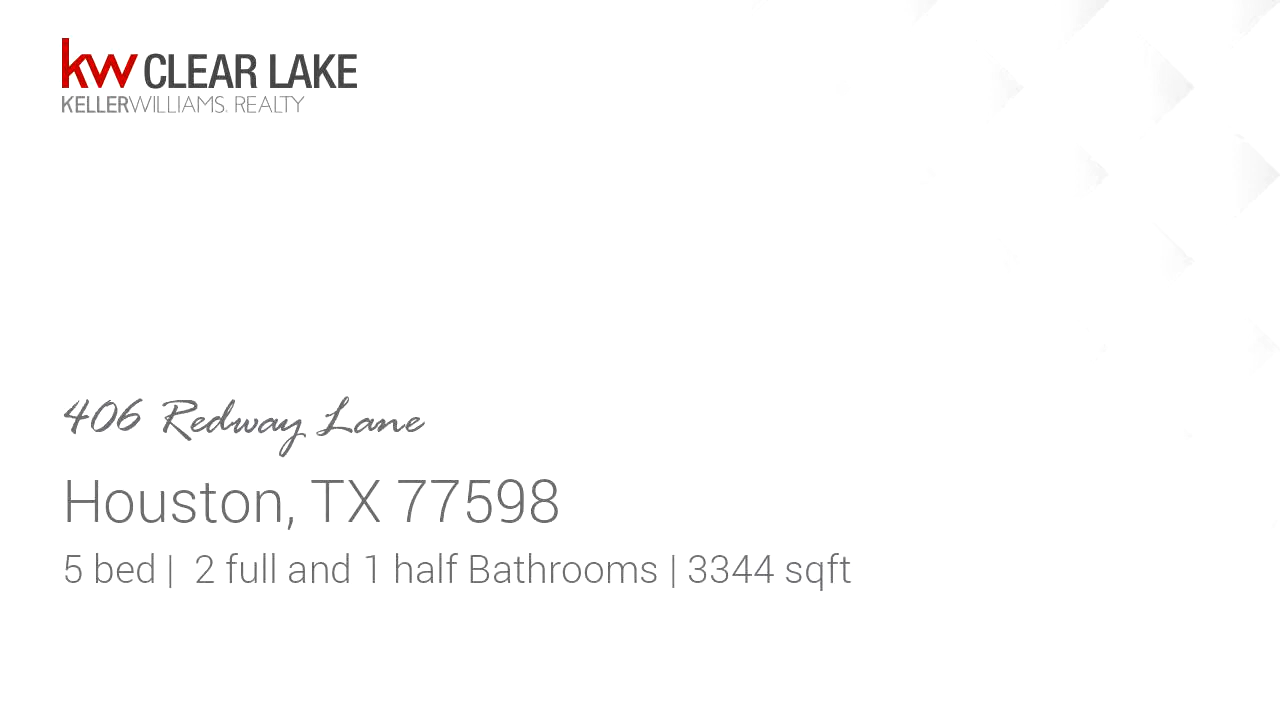 kw CLEAR LAKE
KELLERWILLIAMS. REALTY
406 Redway Lane
Houston, TX 77598
5 bed | 2 full and 1 half Bathrooms | 3344 sqft